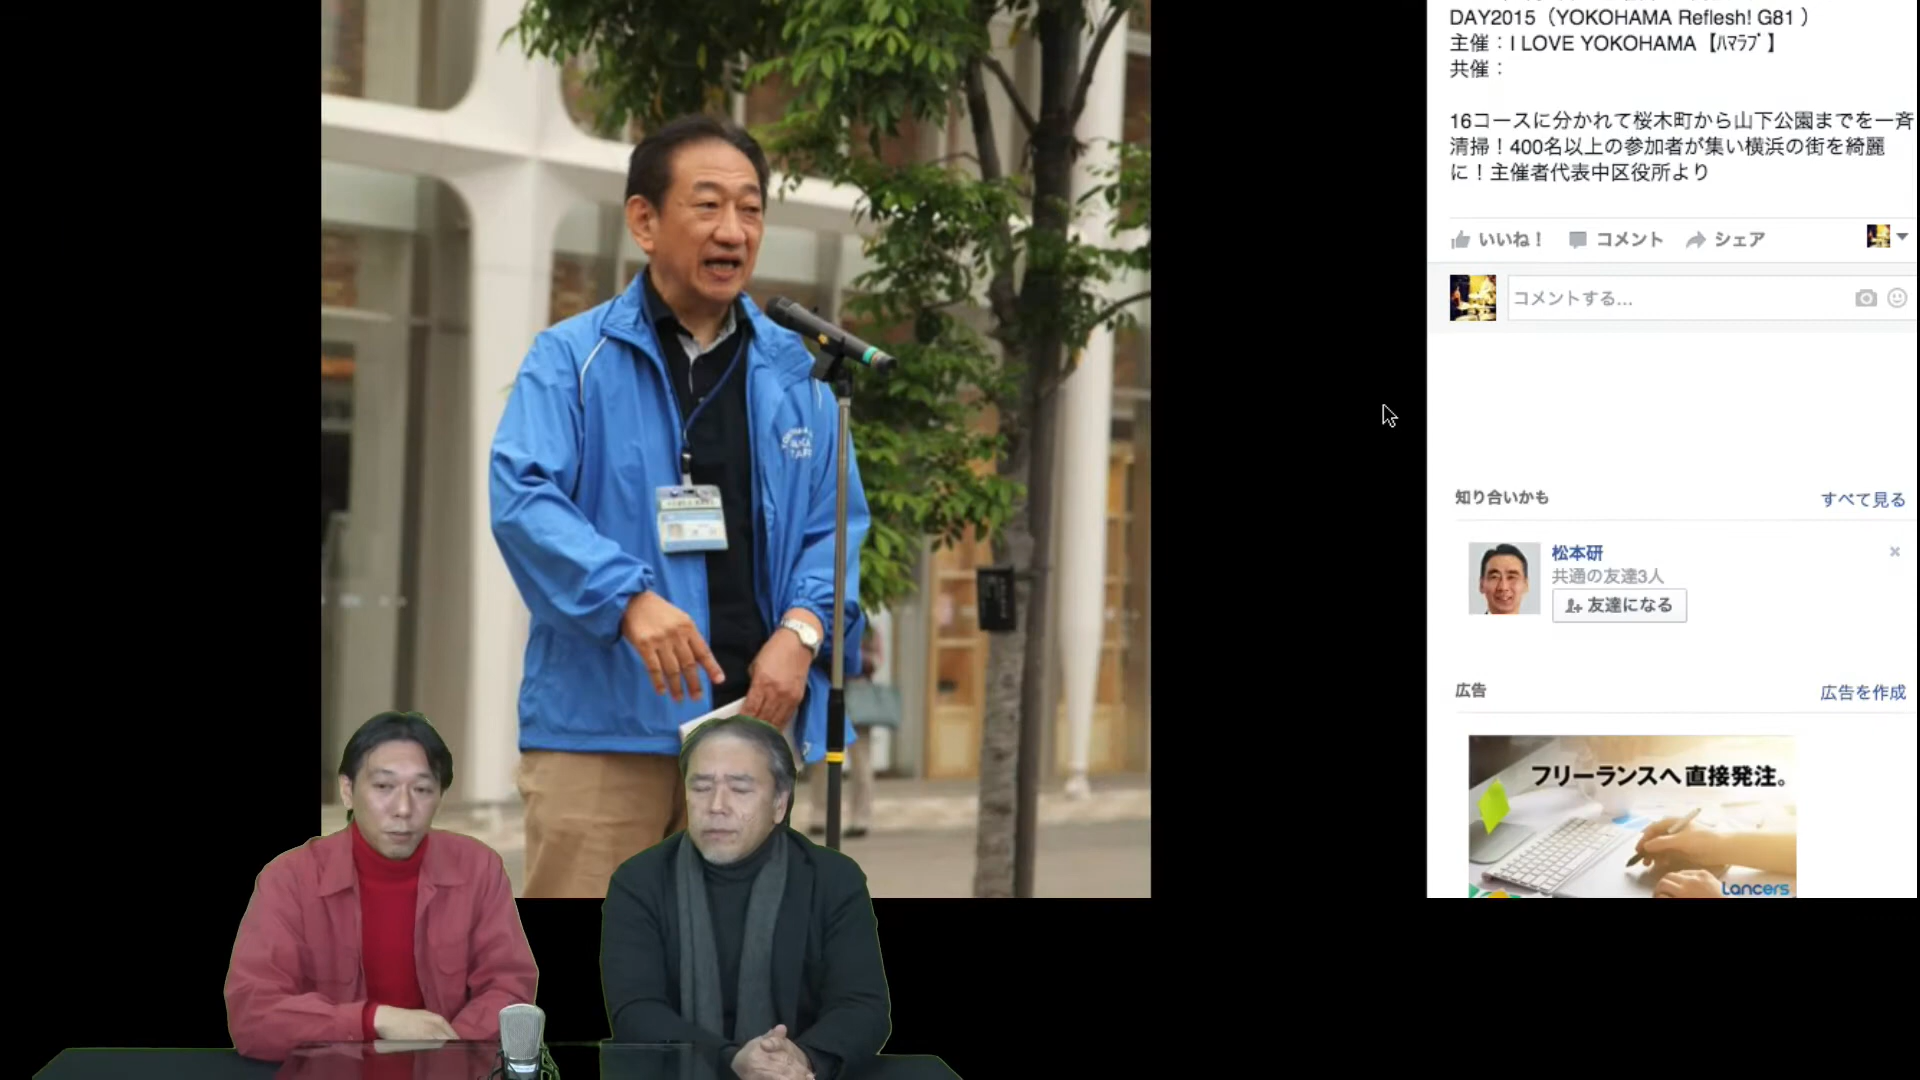 DAY2015（YOKOHAMA Reflesh! G81 ）
主催：I LOVE YOKOHAMA【ﾊﾏﾗﾌﾞ】
共催：
16コースに分かれて桜木町から山下公園までを一斉
清掃！400名以上の参加者が集い横浜の街を綺麗
に！主催者代表中区役所より
いいね！ コメント シェア
コメントする...
知り合いかも すべて見る
松本研
共通の友達3人
友達になる
広告 広告を作成
フリーランスへ直接発注。
Lancers